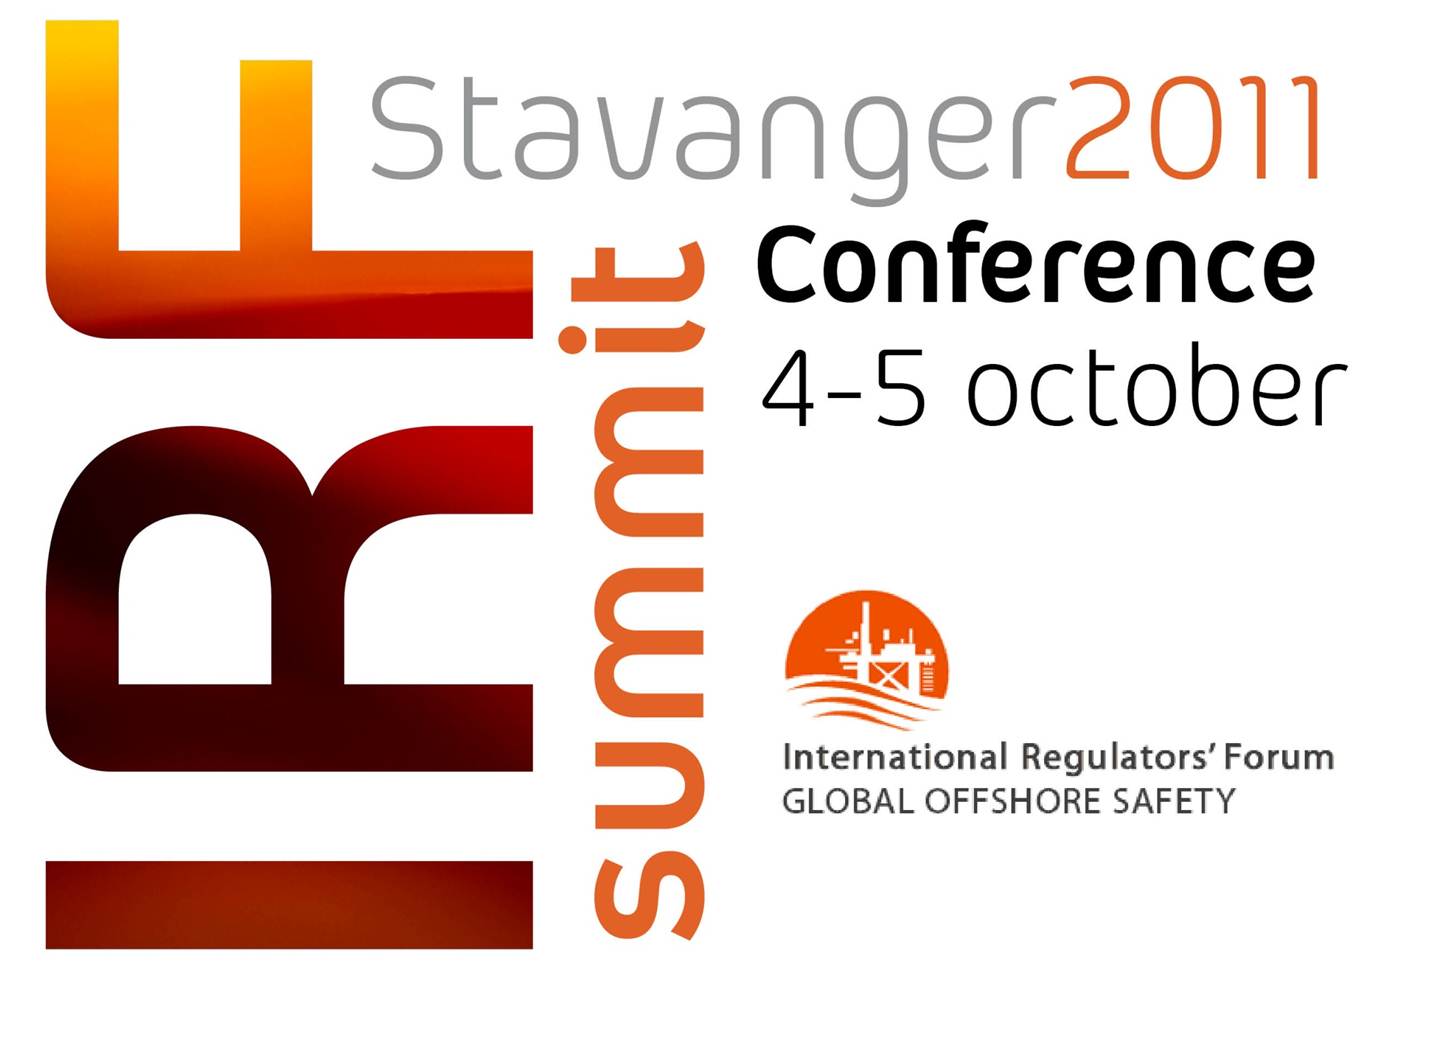 IRF
summit
Stavanger2011
Conference
4-5 october
International Regulators' Forum
GLOBAL OFFSHORE SAFETY